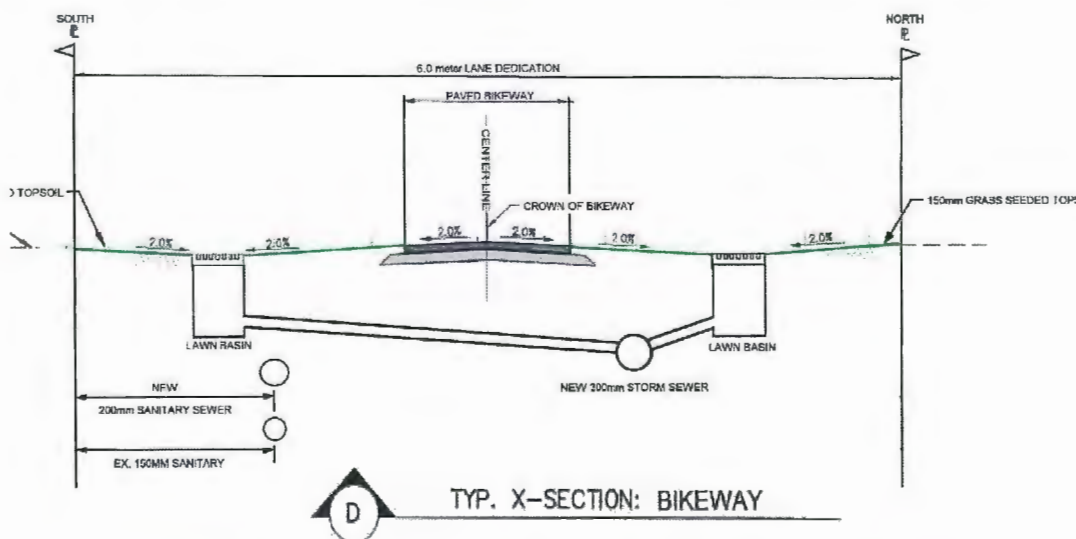 SOUTH
NORTH
6.0 meter LANE DEDICATION
PAVED BIKEWAY
CENTER LINE
TOPSOIL
CROWN OF BIKEWAY
150mm GRASS SEEDED TOPS
2.0% 2.0% 2.0% 2.0% 2.0% 2.0%
LAWN BASIN
LAWN BASIN
NEW
200mm SANITARY SEWER
NEW 200mm STORM SEWER
EX. 150MM SANITARY
D
TYP. X-SECTION: BIKEWAY